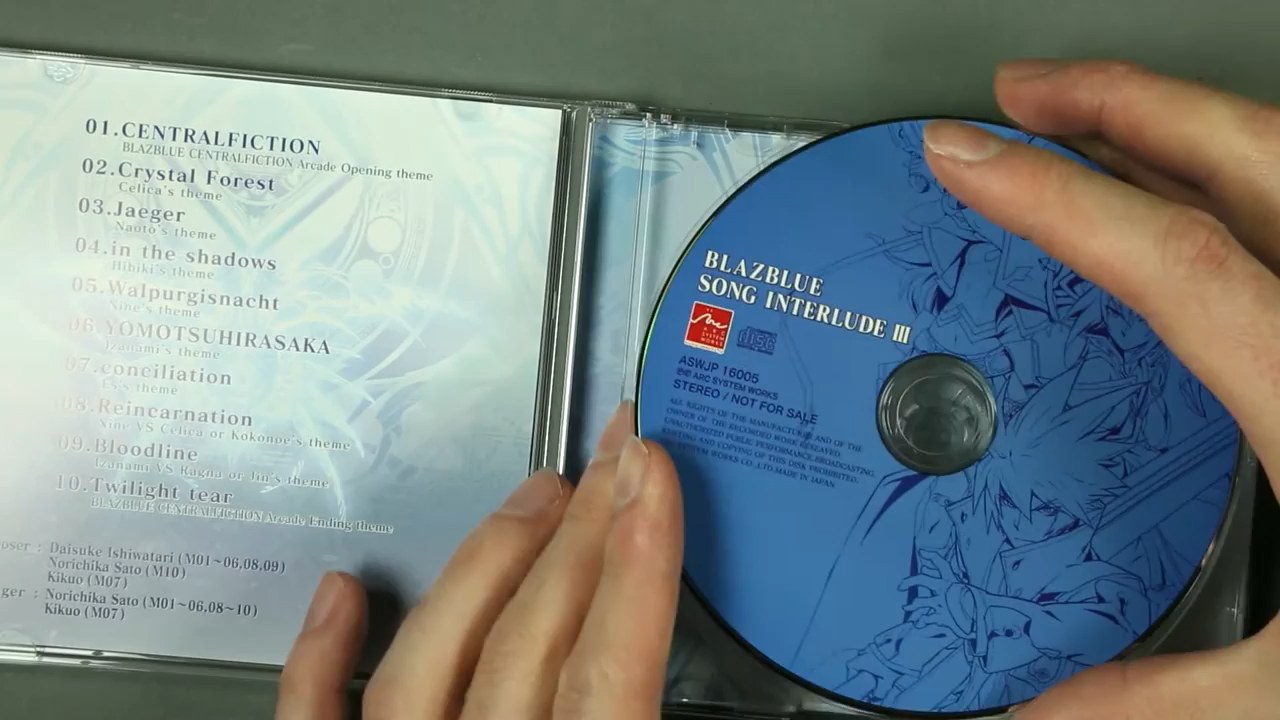 01.CENTRALFICTION
BLAZBLUE CENTRALFICTION Arcade Opening theme
02.Crystal Forest
Celica's theme
03.Jaeger
Naoto's theme
04.in the shadows
Hibiki's theme
05.Walpurgisnacht
Nine's theme
06.YOMOTSUHIRASAKA
Izanami's theme
07.conciliation
Es's theme
08.Reincarnation
Nine VS Celica or Kokonoe's theme
09.Bloodline
Izanami VS Ragna or Jin's theme
10.Twilight tear
BLAZBLUE CENTRALFICTION Arcade Ending theme
oser : Daisuke Ishiwatari (M01~06,08,09)
Norichika Sato (M10)
Kikuo (M07)
ger : Norichika Sato (M01~06,08~10)
Kikuo (M07)
BLAZBLUE
SONG INTERLUDE III
ARC
SYSTEM
WORKS
disc
ASWJP 16005
℗© ARC SYSTEM WORKS
STEREO / NOT FOR SALE
ALL RIGHTS OF THE MANUFACTURER AND OF THE
OWNER OF THE RECORDED WORK RESEAVED.
UNAUTHORIZED PUBLIC PERFORMANCE, BROADCASTING,
RENTING AND COPYING OF THIS DISK PROHIBITED.
SYSTEM WORKS CO.,LTD. MADE IN JAPAN